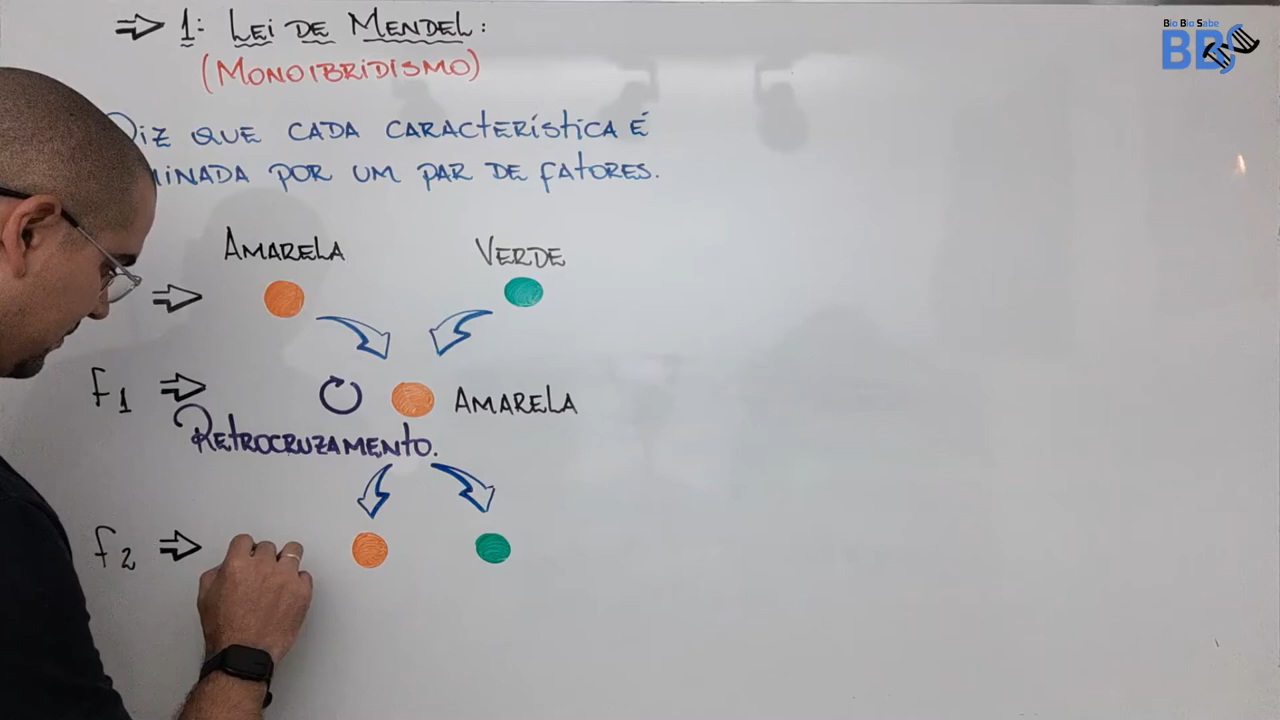 ⇒ 1: LEI DE MENDEL:
(MONOIBRIDISMO)
DIZ QUE CADA CARACTERÍSTICA É
MINADA POR UM PAR DE FATORES.
AMARELA VERDE
⇒
F1 ⇒ AMARELA
RETROCRUZAMENTO.
F2 ⇒
Bio Bio Sabe
BBS